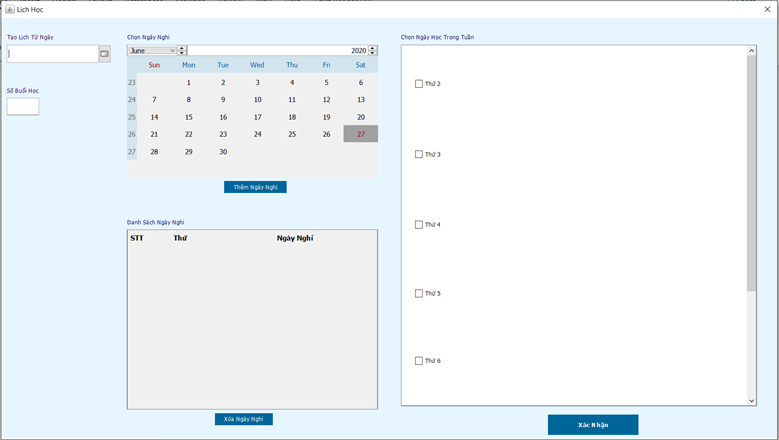 Lịch Học
Tạo Lịch Từ Ngày
Số Buổi Học
Chọn Ngày Nghỉ
June 2020
Sun Mon Tue Wed Thu Fri Sat
23 1 2 3 4 5 6
24 7 8 9 10 11 12 13
25 14 15 16 17 18 19 20
26 21 22 23 24 25 26 27
27 28 29 30
Thêm Ngày Nghỉ
Danh Sách Ngày Nghỉ
STT Thứ Ngày Nghỉ
Xóa Ngày Nghỉ
Chọn Ngày Học Trong Tuần
Thứ 2
Thứ 3
Thứ 4
Thứ 5
Thứ 6
Xác Nhận